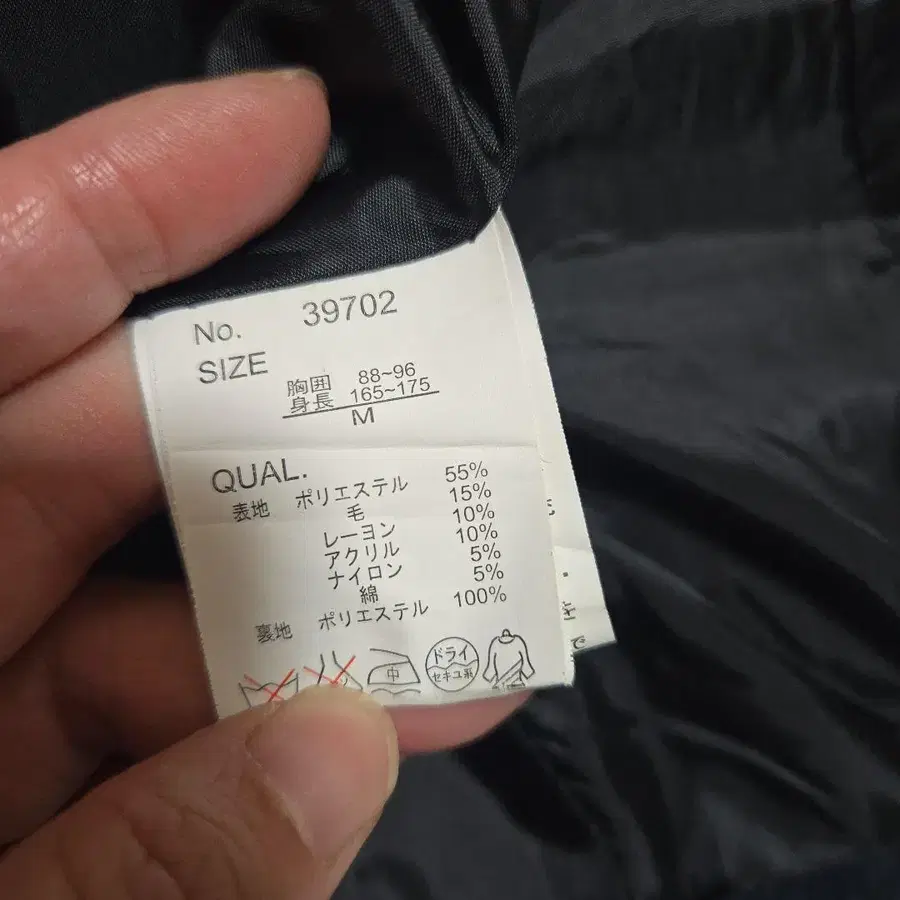 No. 39702
SIZE
胸囲 88~96
身長 165~175
M
QUAL.
表地 ポリエステル 55%
毛 15%
レーヨン 10%
アクリル 10%
ナイロン 5%
綿 5%
裏地 ポリエステル 100%
中
ドライ
セキユ系